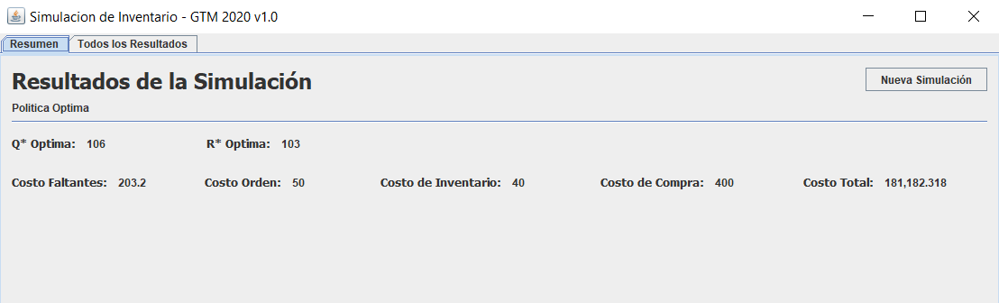 Simulacion de Inventario - GTM 2020 v1.0
Resumen Todos los Resultados
Resultados de la Simulación Nueva Simulación
Politica Optima
Q* Optima: 106 R* Optima: 103
Costo Faltantes: 203.2 Costo Orden: 50 Costo de Inventario: 40 Costo de Compra: 400 Costo Total: 181,182.318